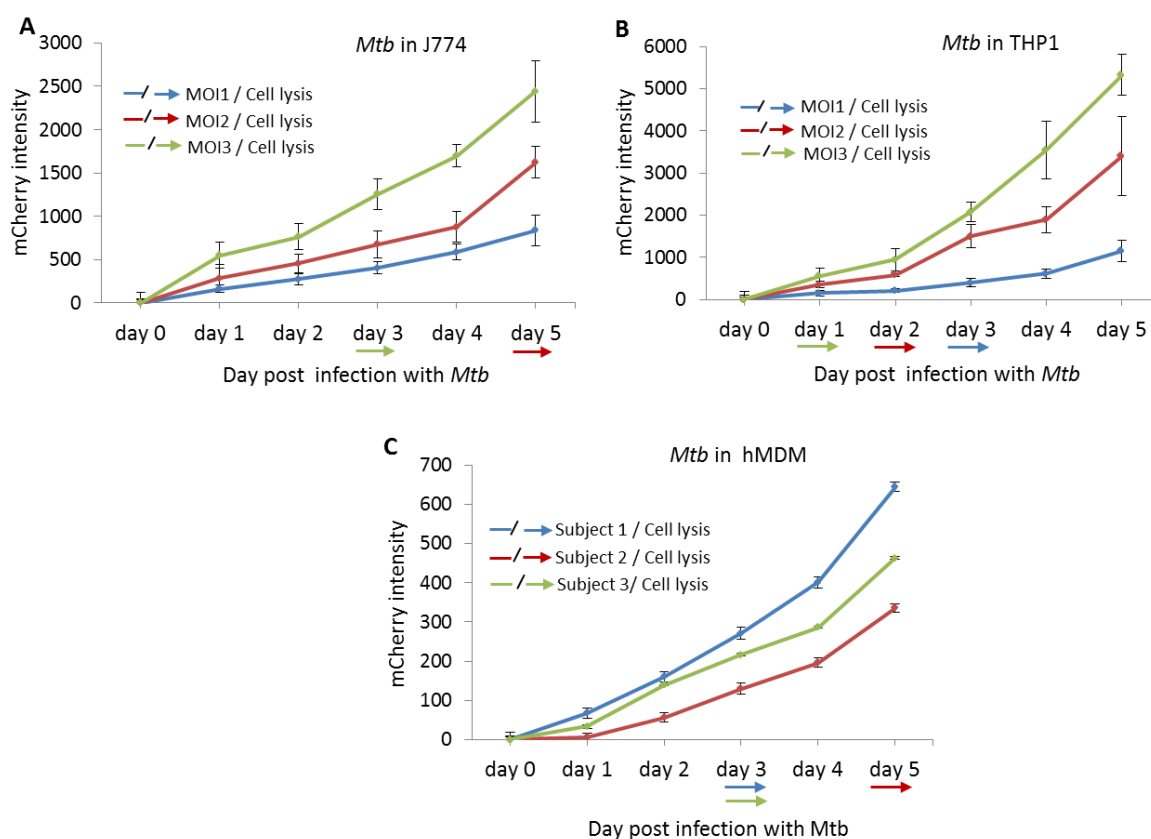 A
Mtb in J774
3000
2500
2000
1500
1000
500
0
mCherry intensity
MOI1 / Cell lysis
MOI2 / Cell lysis
MOI3 / Cell lysis
day 0 day 1 day 2 day 3 day 4 day 5
Day post infection with Mtb
B
Mtb in THP1
6000
5000
4000
3000
2000
1000
0
mCherry intensity
MOI1 / Cell lysis
MOI2 / Cell lysis
MOI3 / Cell lysis
day 0 day 1 day 2 day 3 day 4 day 5
Day post infection with Mtb
C
Mtb in hMDM
700
600
500
400
300
200
100
0
mCherry intensity
Subject 1 / Cell lysis
Subject 2 / Cell lysis
Subject 3/ Cell lysis
day 0 day 1 day 2 day 3 day 4 day 5
Day post infection with Mtb